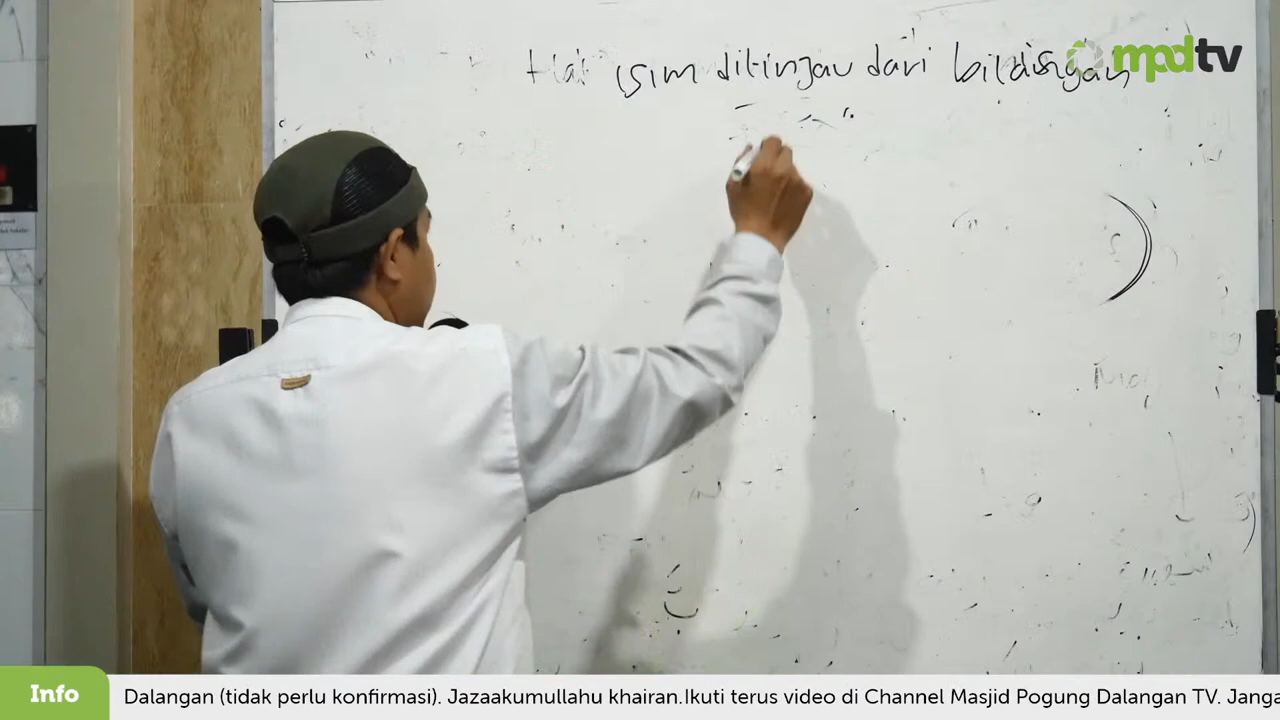 Hal isim ditinjau dari bilangan
mpdtv
Info
Dalangan (tidak perlu konfirmasi). Jazaakumullahu khairan.Ikuti terus video di Channel Masjid Pogung Dalangan TV. Janga